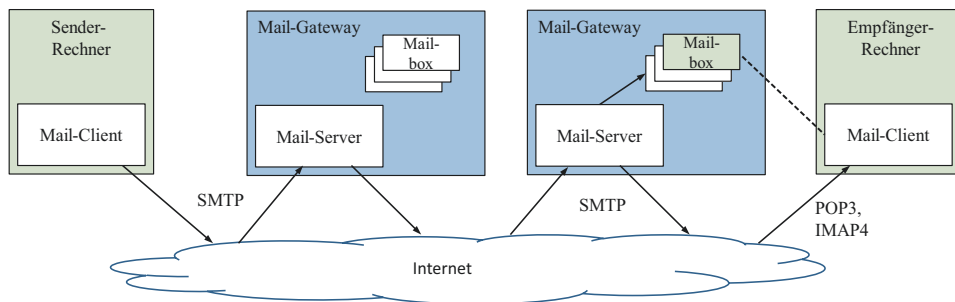 Sender-
Rechner
Mail-Client
Mail-Gateway
Mail-
box
Mail-Server
Mail-Gateway
Mail-
box
Mail-Server
Empfänger-
Rechner
Mail-Client
SMTP
SMTP
POP3,
IMAP4
Internet